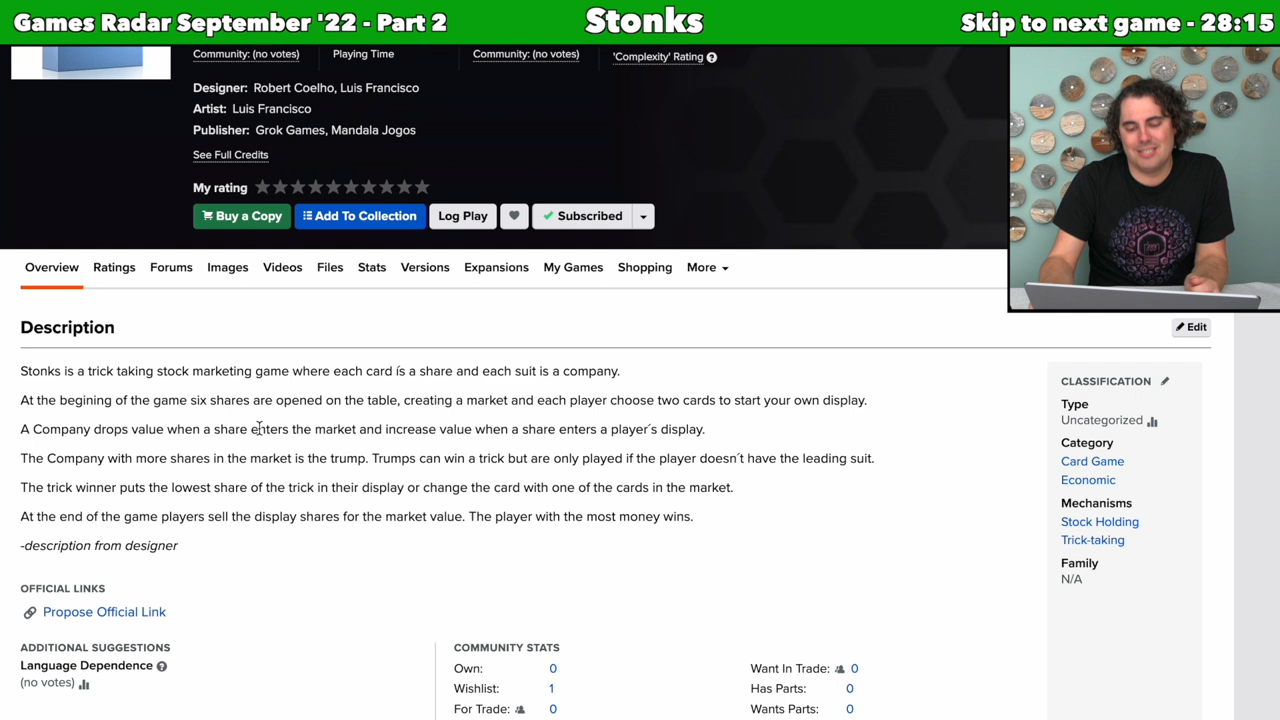 Games Radar September '22 - Part 2
Stonks
Skip to next game - 28:15
Community: (no votes)
Playing Time
Community: (no votes)
'Complexity' Rating
Designer: Robert Coelho, Luis Francisco
Artist: Luis Francisco
Publisher: Grok Games, Mandala Jogos
See Full Credits
My rating
Buy a Copy
Add To Collection
Log Play
Subscribed
Overview
Ratings
Forums
Images
Videos
Files
Stats
Versions
Expansions
My Games
Shopping
More
Description
Edit
Stonks is a trick taking stock marketing game where each card ís a share and each suit is a company.
At the begining of the game six shares are opened on the table, creating a market and each player choose two cards to start your own display.
A Company drops value when a share enters the market and increase value when a share enters a player´s display.
The Company with more shares in the market is the trump. Trumps can win a trick but are only played if the player doesn´t have the leading suit.
The trick winner puts the lowest share of the trick in their display or change the card with one of the cards in the market.
At the end of the game players sell the display shares for the market value. The player with the most money wins.
-description from designer
CLASSIFICATION
Type
Uncategorized
Category
Card Game
Economic
Mechanisms
Stock Holding
Trick-taking
Family
N/A
OFFICIAL LINKS
Propose Official Link
ADDITIONAL SUGGESTIONS
Language Dependence
(no votes)
COMMUNITY STATS
Own: 0
Wishlist: 1
For Trade: 0
Want In Trade: 0
Has Parts: 0
Wants Parts: 0